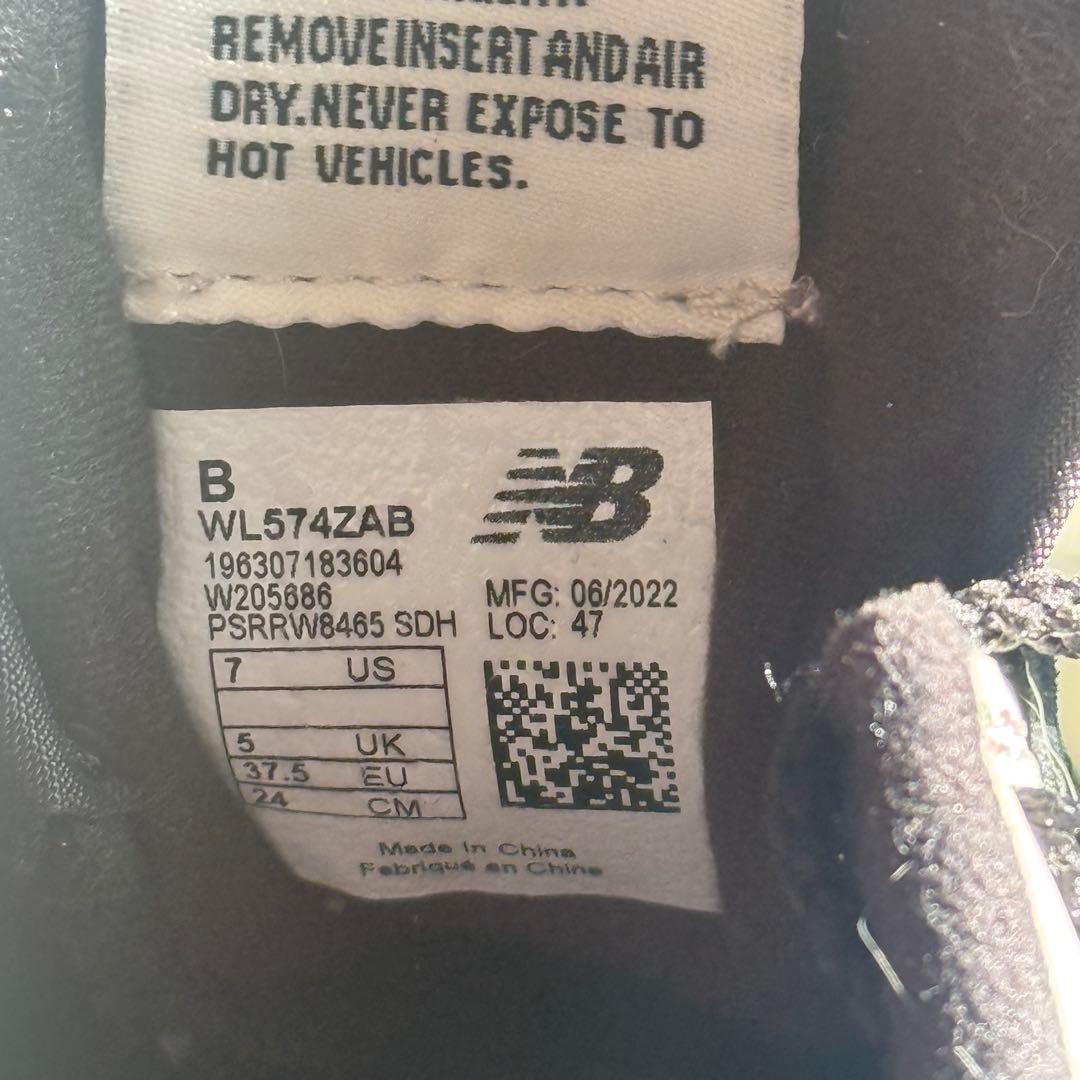 REMOVE INSERT AND AIR
DRY. NEVER EXPOSE TO
HOT VEHICLES.
B
NB
WL574ZAB
196307183604
W205686
MFG: 06/2022
PSRRW8465 SDH
LOC: 47
7 US
5 UK
37.5 EU
24 CM
Made in China
Fabriqué en Chine